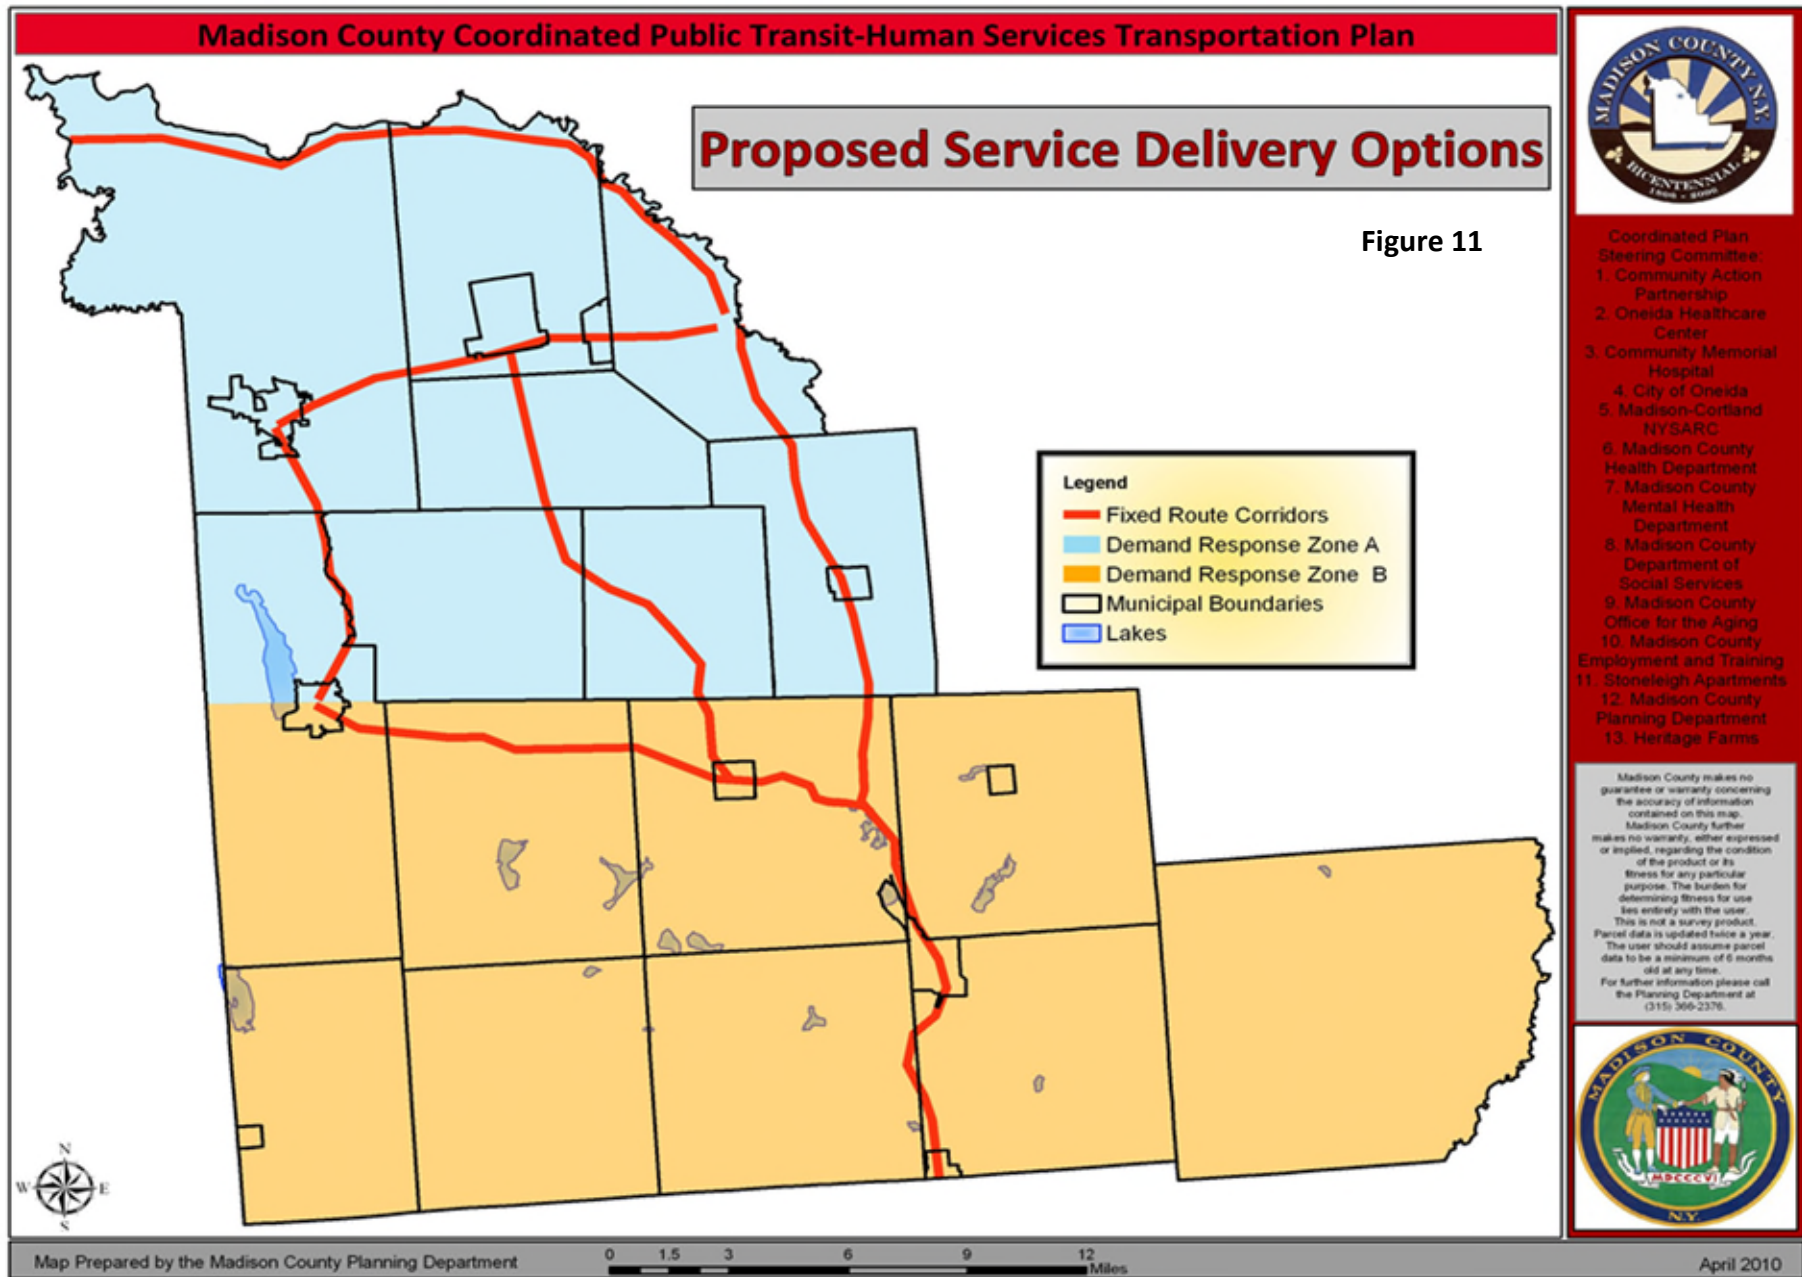 Madison County Coordinated Public Transit-Human Services Transportation Plan
Proposed Service Delivery Options
Figure 11
Legend
Fixed Route Corridors
Demand Response Zone A
Demand Response Zone B
Municipal Boundaries
Lakes
N
W E
S
Map Prepared by the Madison County Planning Department
0 1.5 3 6 9 12
Miles
April 2010
MADISON COUNTY N.Y.
BICENTENNIAL
1806 - 2006
Coordinated Plan
Steering Committee:
1. Community Action
Partnership
2. Oneida Healthcare
Center
3. Community Memorial
Hospital
4. City of Oneida
5. Madison-Cortland
NYSARC
6. Madison County
Health Department
7. Madison County
Mental Health
Department
8. Madison County
Department of
Social Services
9. Madison County
Office for the Aging
10. Madison County
Employment and Training
11. Stoneleigh Apartments
12. Madison County
Planning Department
13. Heritage Farms
Madison County makes no
guarantee or warranty concerning
the accuracy of information
contained on this map.
Madison County further
makes no warranty, either expressed
or implied, regarding the condition
of the product or its
fitness for any particular
purpose. The burden for
determining fitness for use
lies entirely with the user.
This is not a survey product.
Parcel data is updated twice a year.
The user should assume parcel
data to be a minimum of 6 months
old at any time.
For further information please call
the Planning Department at
(315) 366-2376.
MADISON COUNTY
MDCCCVI
N.Y.